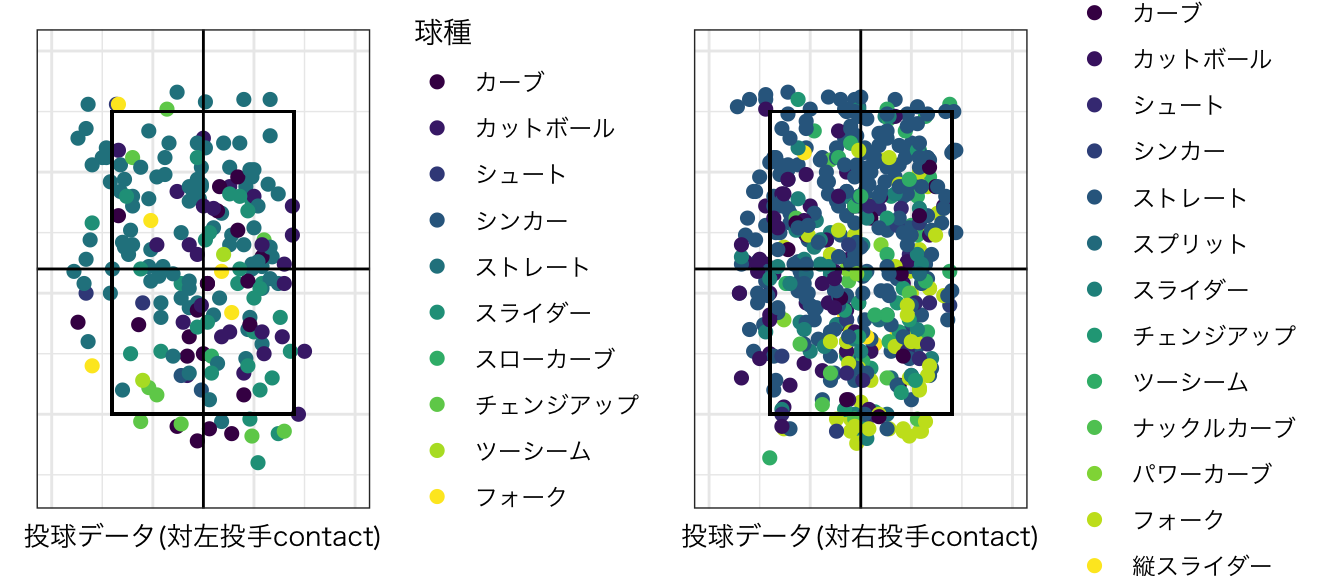 球種
カーブ
カットボール
シュート
シンカー
ストレート
スライダー
スローカーブ
チェンジアップ
ツーシーム
フォーク
投球データ(対左投手contact)
カーブ
カットボール
シュート
シンカー
ストレート
スプリット
スライダー
チェンジアップ
ツーシーム
ナックルカーブ
パワーカーブ
フォーク
縦スライダー
投球データ(対右投手contact)